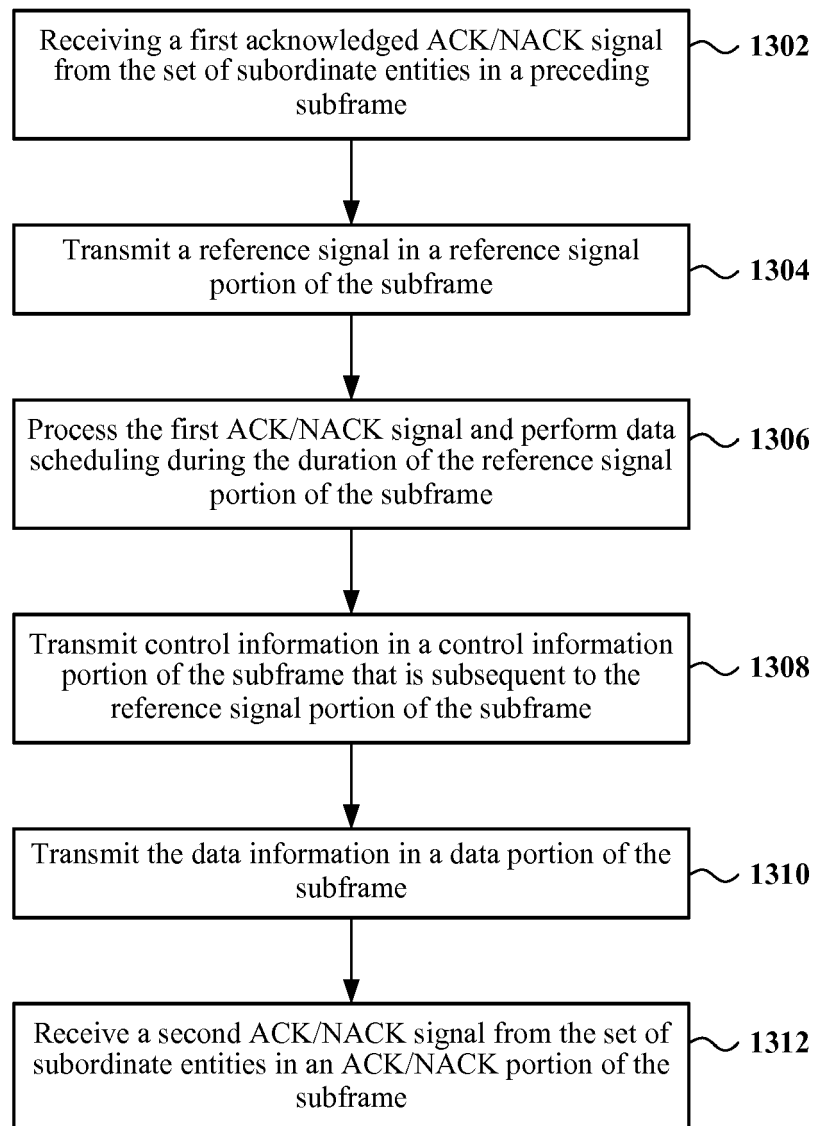 Receiving a first acknowledged ACK/NACK signal
from the set of subordinate entities in a preceding
subframe
1302
Transmit a reference signal in a reference signal
portion of the subframe
1304
Process the first ACK/NACK signal and perform data
scheduling during the duration of the reference signal
portion of the subframe
1306
Transmit control information in a control information
portion of the subframe that is subsequent to the
reference signal portion of the subframe
1308
Transmit the data information in a data portion of the
subframe
1310
Receive a second ACK/NACK signal from the set of
subordinate entities in an ACK/NACK portion of the
subframe
1312